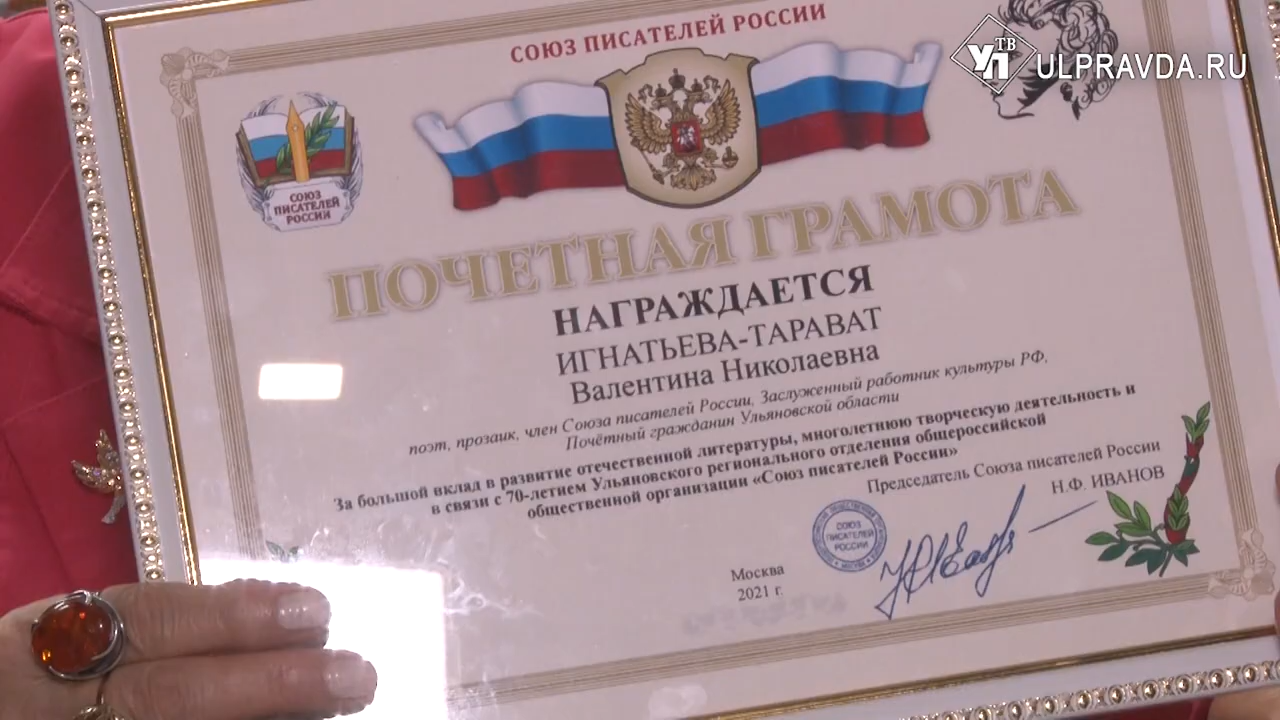 СОЮЗ ПИСАТЕЛЕЙ РОССИИ
УП ТВ ULPRAVDA.RU
СОЮЗ
ПИСАТЕЛЕЙ
РОССИИ
ПОЧЕТНАЯ ГРАМОТА
НАГРАЖДАЕТСЯ
ИГНАТЬЕВА-ТАРАВАТ
Валентина Николаевна
поэт, прозаик, член Союза писателей России, Заслуженный работник культуры РФ,
Почётный гражданин Ульяновской области
За большой вклад в развитие отечественной литературы, многолетнюю творческую деятельность и
в связи с 70-летием Ульяновского регионального отделения общероссийской
общественной организации «Союз писателей России»
Председатель Союза писателей России
Н.Ф. ИВАНОВ
СОЮЗ
ПИСАТЕЛЕЙ
РОССИИ
Москва
2021 г.